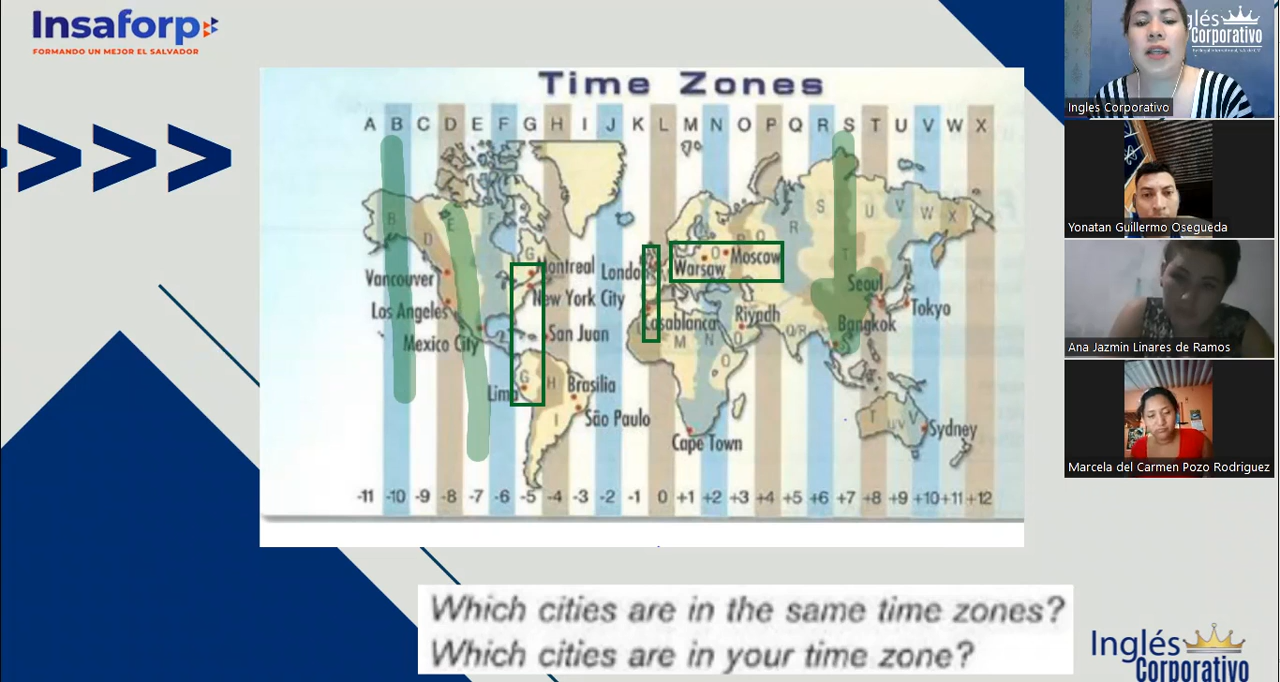 Insaforp
FORMANDO UN MEJOR EL SALVADOR
Time Zones
A B C D E F G H I J K L M N O P Q R S T U V W X
B E F S U V W X
D G R T
Vancouver
Montreal
London
Warsaw
Moscow
Los Angeles
New York City
Seoul
Tokyo
Mexico City
San Juan
Casablanca
Riyadh
Bangkok
M N O Q/R
Lima
G H
Brasilia
São Paulo
I
Cape Town
T U V V
Sydney
-11 -10 -9 -8 -7 -6 -5 -4 -3 -2 -1 0 +1 +2 +3 +4 +5 +6 +7 +8 +9 +10 +11 +12
Which cities are in the same time zones?
Which cities are in your time zone?
Inglés
Corporativo
glés
Corporativo
Ingles Corporativo
Yonatan Guillermo Osegueda
Ana Jazmin Linares de Ramos
Marcela del Carmen Pozo Rodriguez